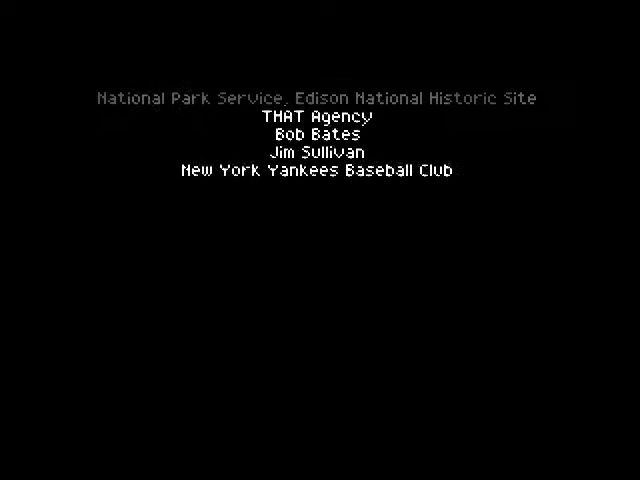 National Park Service, Edison National Historic Site
THAT Agency
Bob Bates
Jim Sullivan
New York Yankees Baseball Club